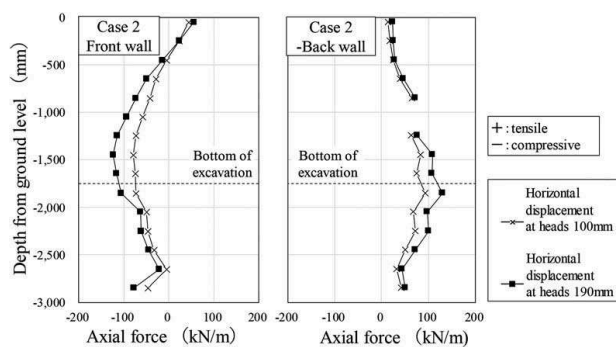 Case 2
Front wall
Case 2
-Back wall
Depth from ground level （mm）
0
-500
-1,000
-1,500
-2,000
-2,500
-3,000
Bottom of
excavation
Bottom of
excavation
-200 -100 0 100 200
-200 -100 0 100 200
Axial force （kN/m）
Axial force （kN/m）
＋ : tensile
－ : compressive
Horizontal
displacement
at heads 100mm
Horizontal
displacement
at heads 190mm